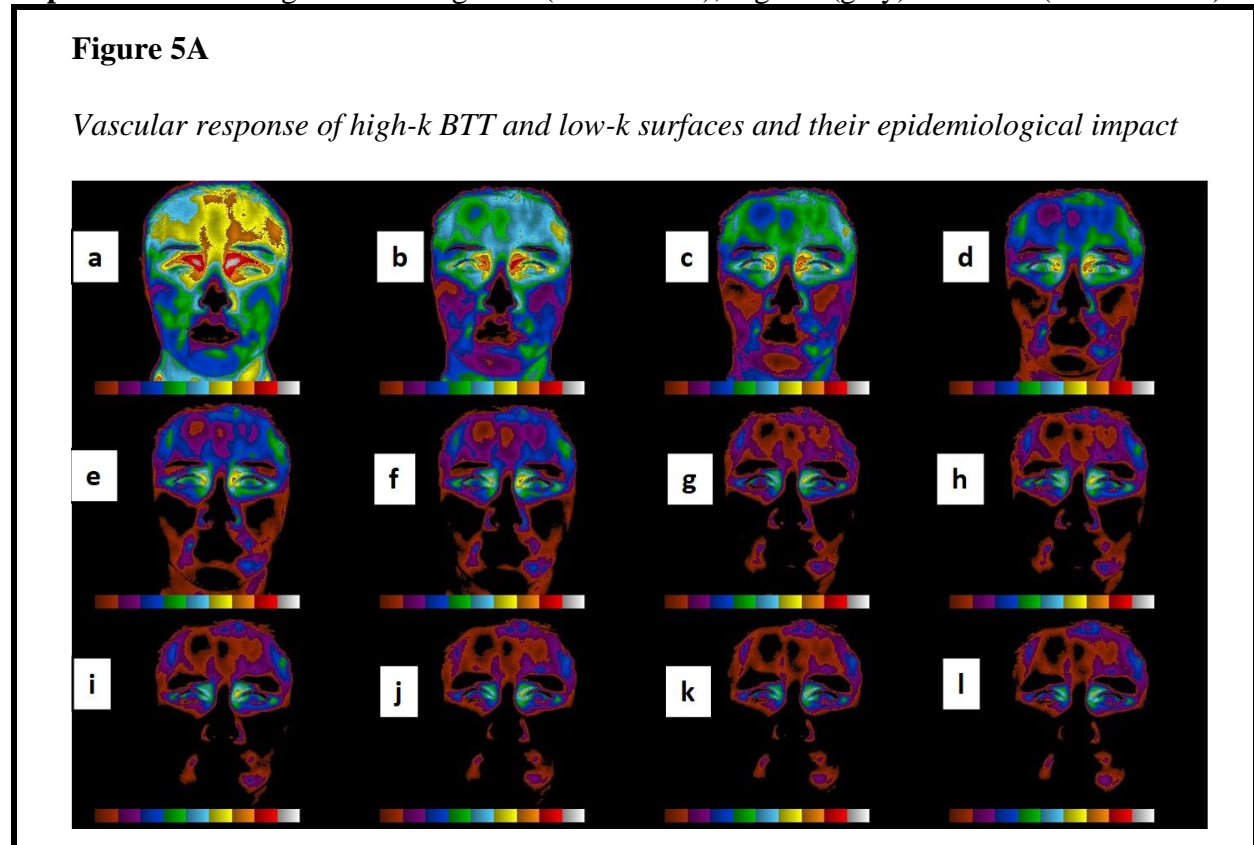 Figure 5A
Vascular response of high-k BTT and low-k surfaces and their epidemiological impact
a b c d
e f g h
i j k l